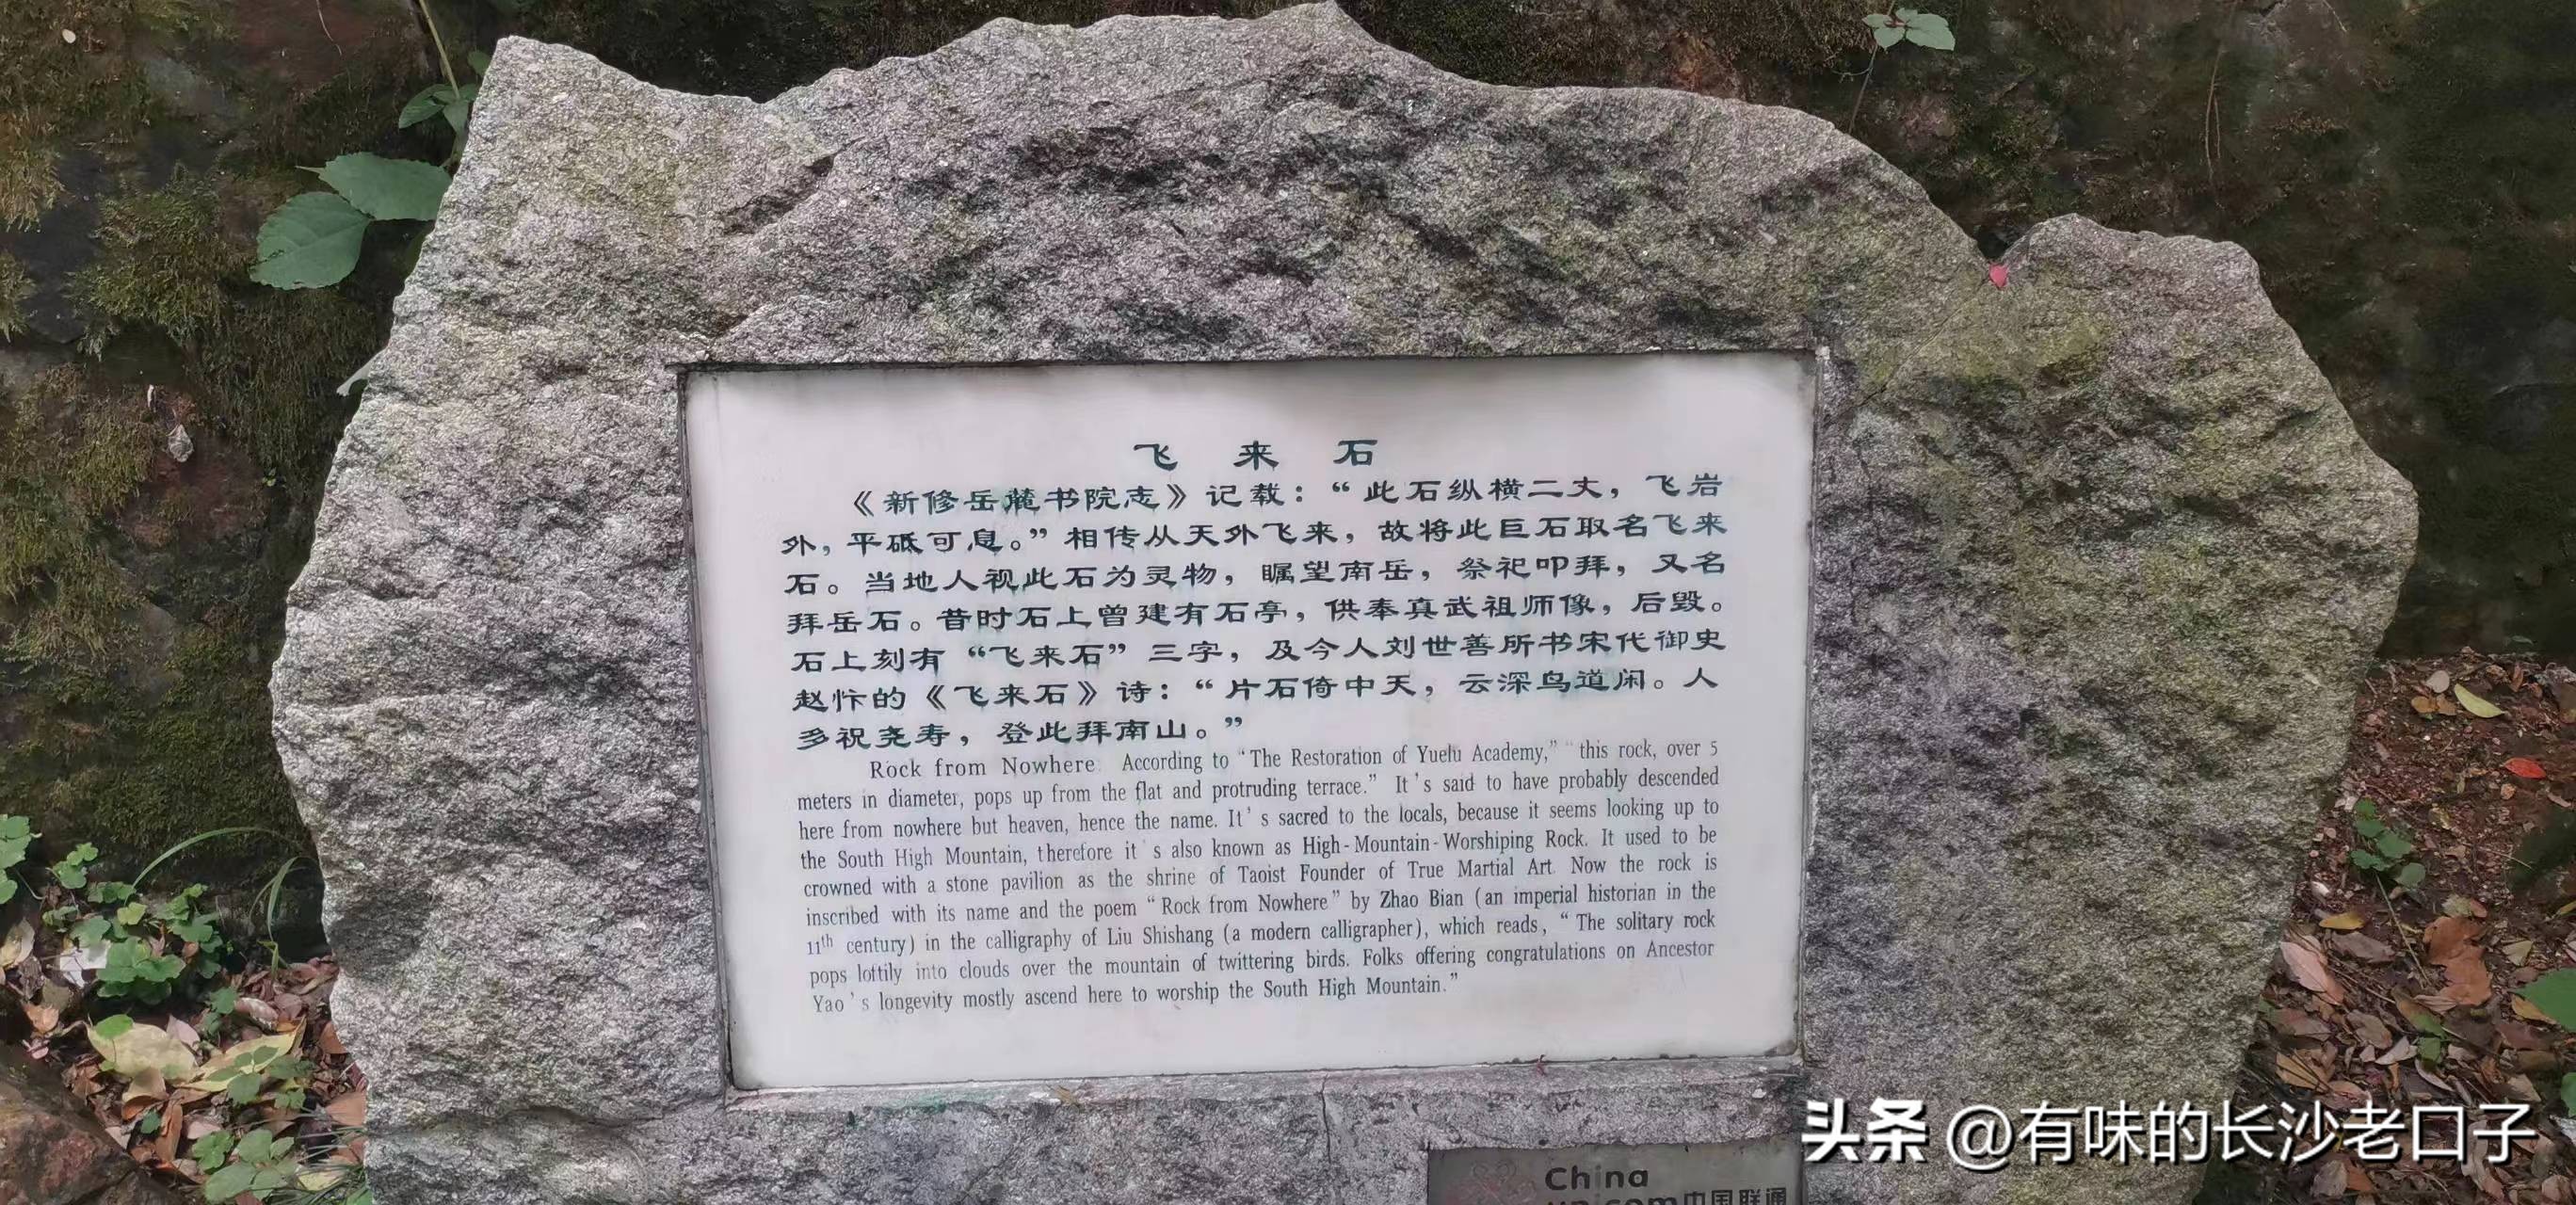 飞来石
《新修岳麓书院志》记载：“此石纵横二丈，飞岩
外，平砥可息。”相传从天外飞来，故将此巨石取名飞来
石。当地人视此石为灵物，瞩望南岳，祭祀叩拜，又名
拜岳石。昔时石上曾建有石亭，供奉真武祖师像，后毁。
石上刻有“飞来石”三字，及今人刘世善所书宋代御史
赵忭的《飞来石》诗：“片石倚中天，云深鸟道闲。人
多祝尧寿，登此拜南山。”
Rock from Nowhere According to “The Restoration of Yuelu Academy,” “this rock, over 5
meters in diameter, pops up from the flat and protruding terrace.” It's said to have probably descended
here from nowhere but heaven, hence the name. It's sacred to the locals, because it seems looking up to
the South High Mountain, therefore it s also known as High-Mountain-Worshiping Rock. It used to be
crowned with a stone pavilion as the shrine of Taoist Founder of True Martial Art. Now the rock is
inscribed with its name and the poem “Rock from Nowhere” by Zhao Bian (an imperial historian in the
11th century) in the calligraphy of Liu Shishang (a modern calligrapher), which reads, “The solitary rock
pops loftily into clouds over the mountain of twittering birds. Folks offering congratulations on Ancestor
Yao's longevity mostly ascend here to worship the South High Mountain.”
China
unicom中国联通
头条 @有味的长沙老口子